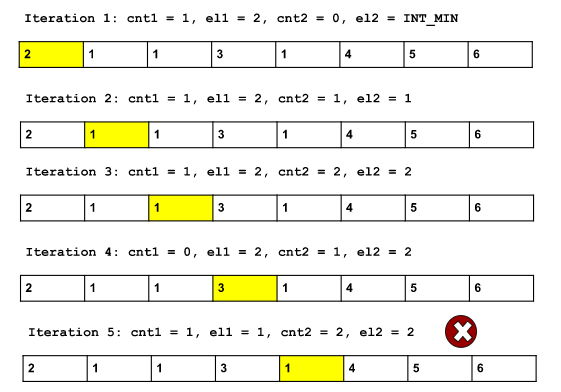 Iteration 1: cnt1 = 1, el1 = 2, cnt2 = 0, el2 = INT_MIN
2 1 1 3 1 4 5 6
Iteration 2: cnt1 = 1, el1 = 2, cnt2 = 1, el2 = 1
2 1 1 3 1 4 5 6
Iteration 3: cnt1 = 1, el1 = 2, cnt2 = 2, el2 = 2
2 1 1 3 1 4 5 6
Iteration 4: cnt1 = 0, el1 = 2, cnt2 = 1, el2 = 2
2 1 1 3 1 4 5 6
Iteration 5: cnt1 = 1, el1 = 1, cnt2 = 2, el2 = 2
2 1 1 3 1 4 5 6